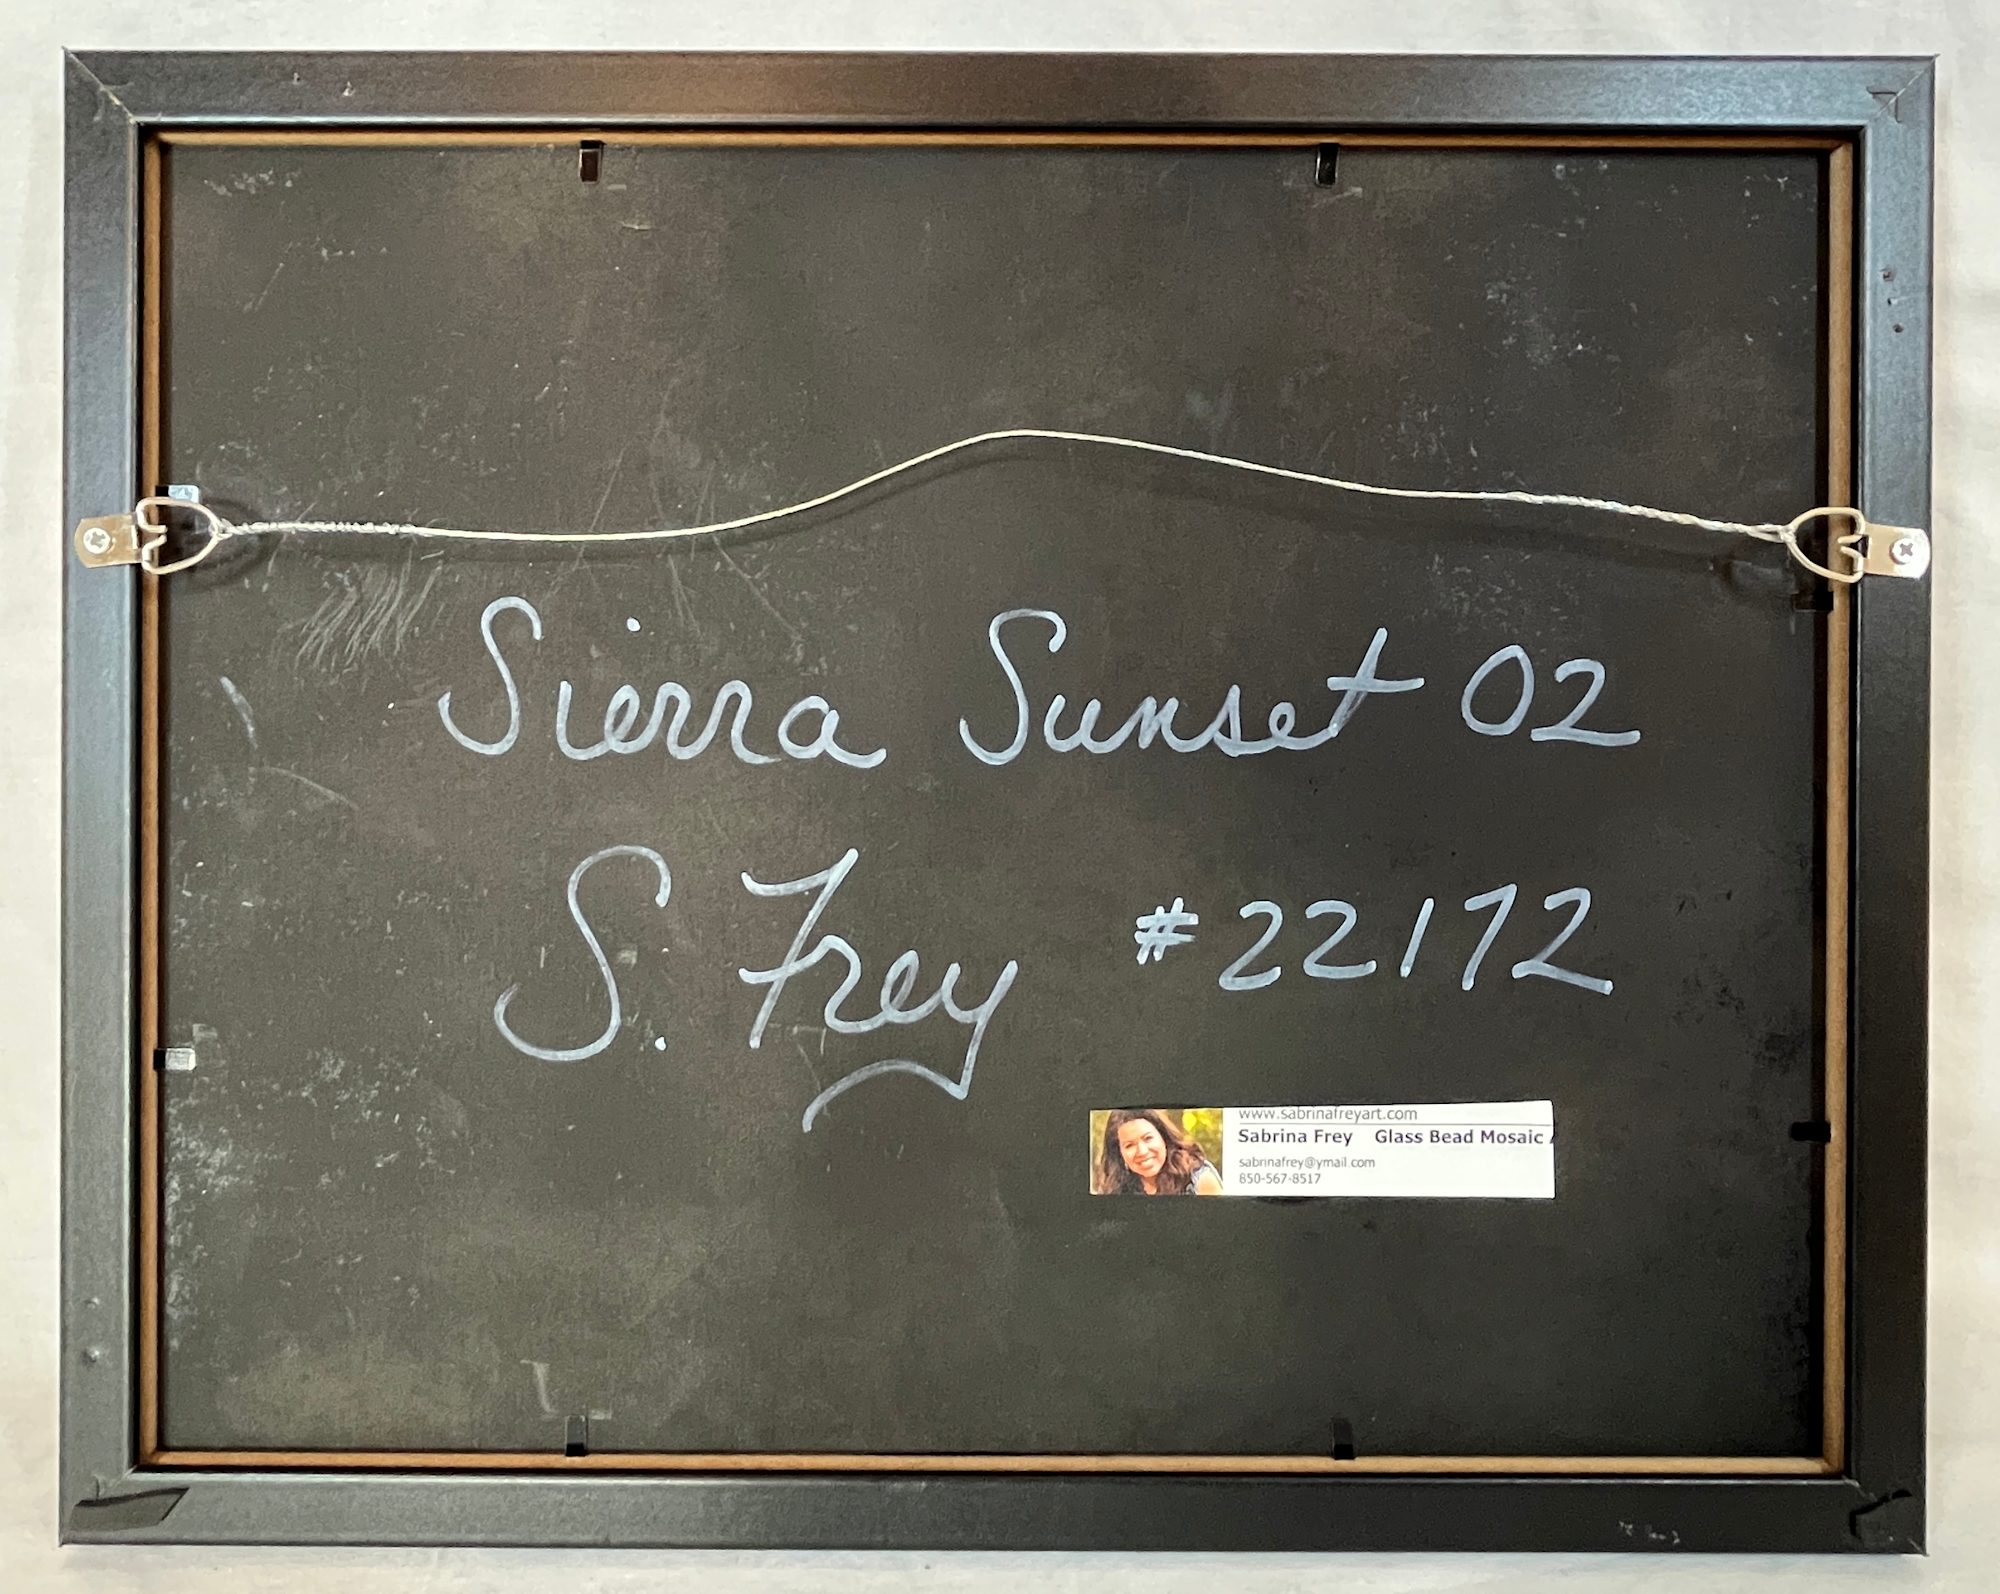 Sierra Sunset 02
S. Frey #22172
www.sabrinafreyart.com
Sabrina Frey Glass Bead Mosaic
sabrinafrey@ymail.com
850-567-8517